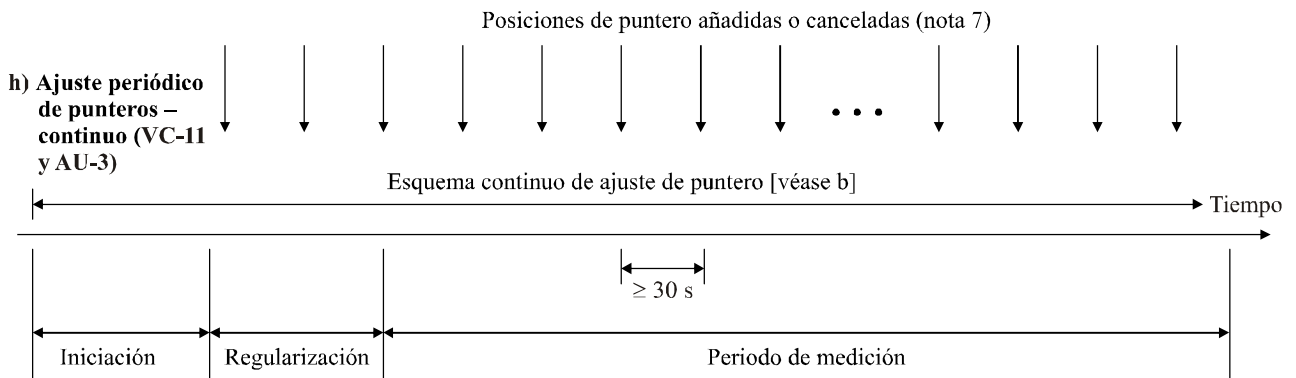 Posiciones de puntero añadidas o canceladas (nota 7)
h) Ajuste periódico
de punteros –
continuo (VC-11
y AU-3)
• • •
Esquema continuo de ajuste de puntero [véase b]
Tiempo
≥ 30 s
Iniciación
Regularización
Periodo de medición